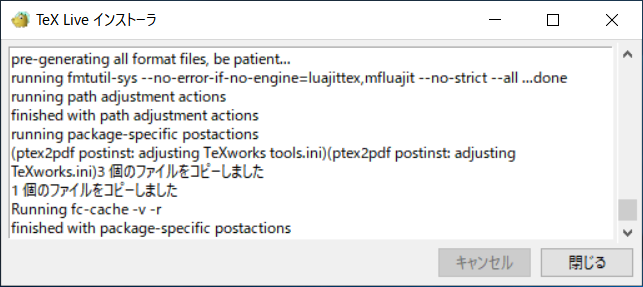 TeX Live インストーラ
pre-generating all format files, be patient...
running fmtutil-sys --no-error-if-no-engine=luajittex,mfluajit --no-strict --all ...done
running path adjustment actions
finished with path adjustment actions
running package-specific postactions
(ptex2pdf postinst: adjusting TeXworks tools.ini)(ptex2pdf postinst: adjusting
TeXworks.ini)3 個のファイルをコピーしました
1 個のファイルをコピーしました
Running fc-cache -v -r
finished with package-specific postactions
キャンセル 閉じる